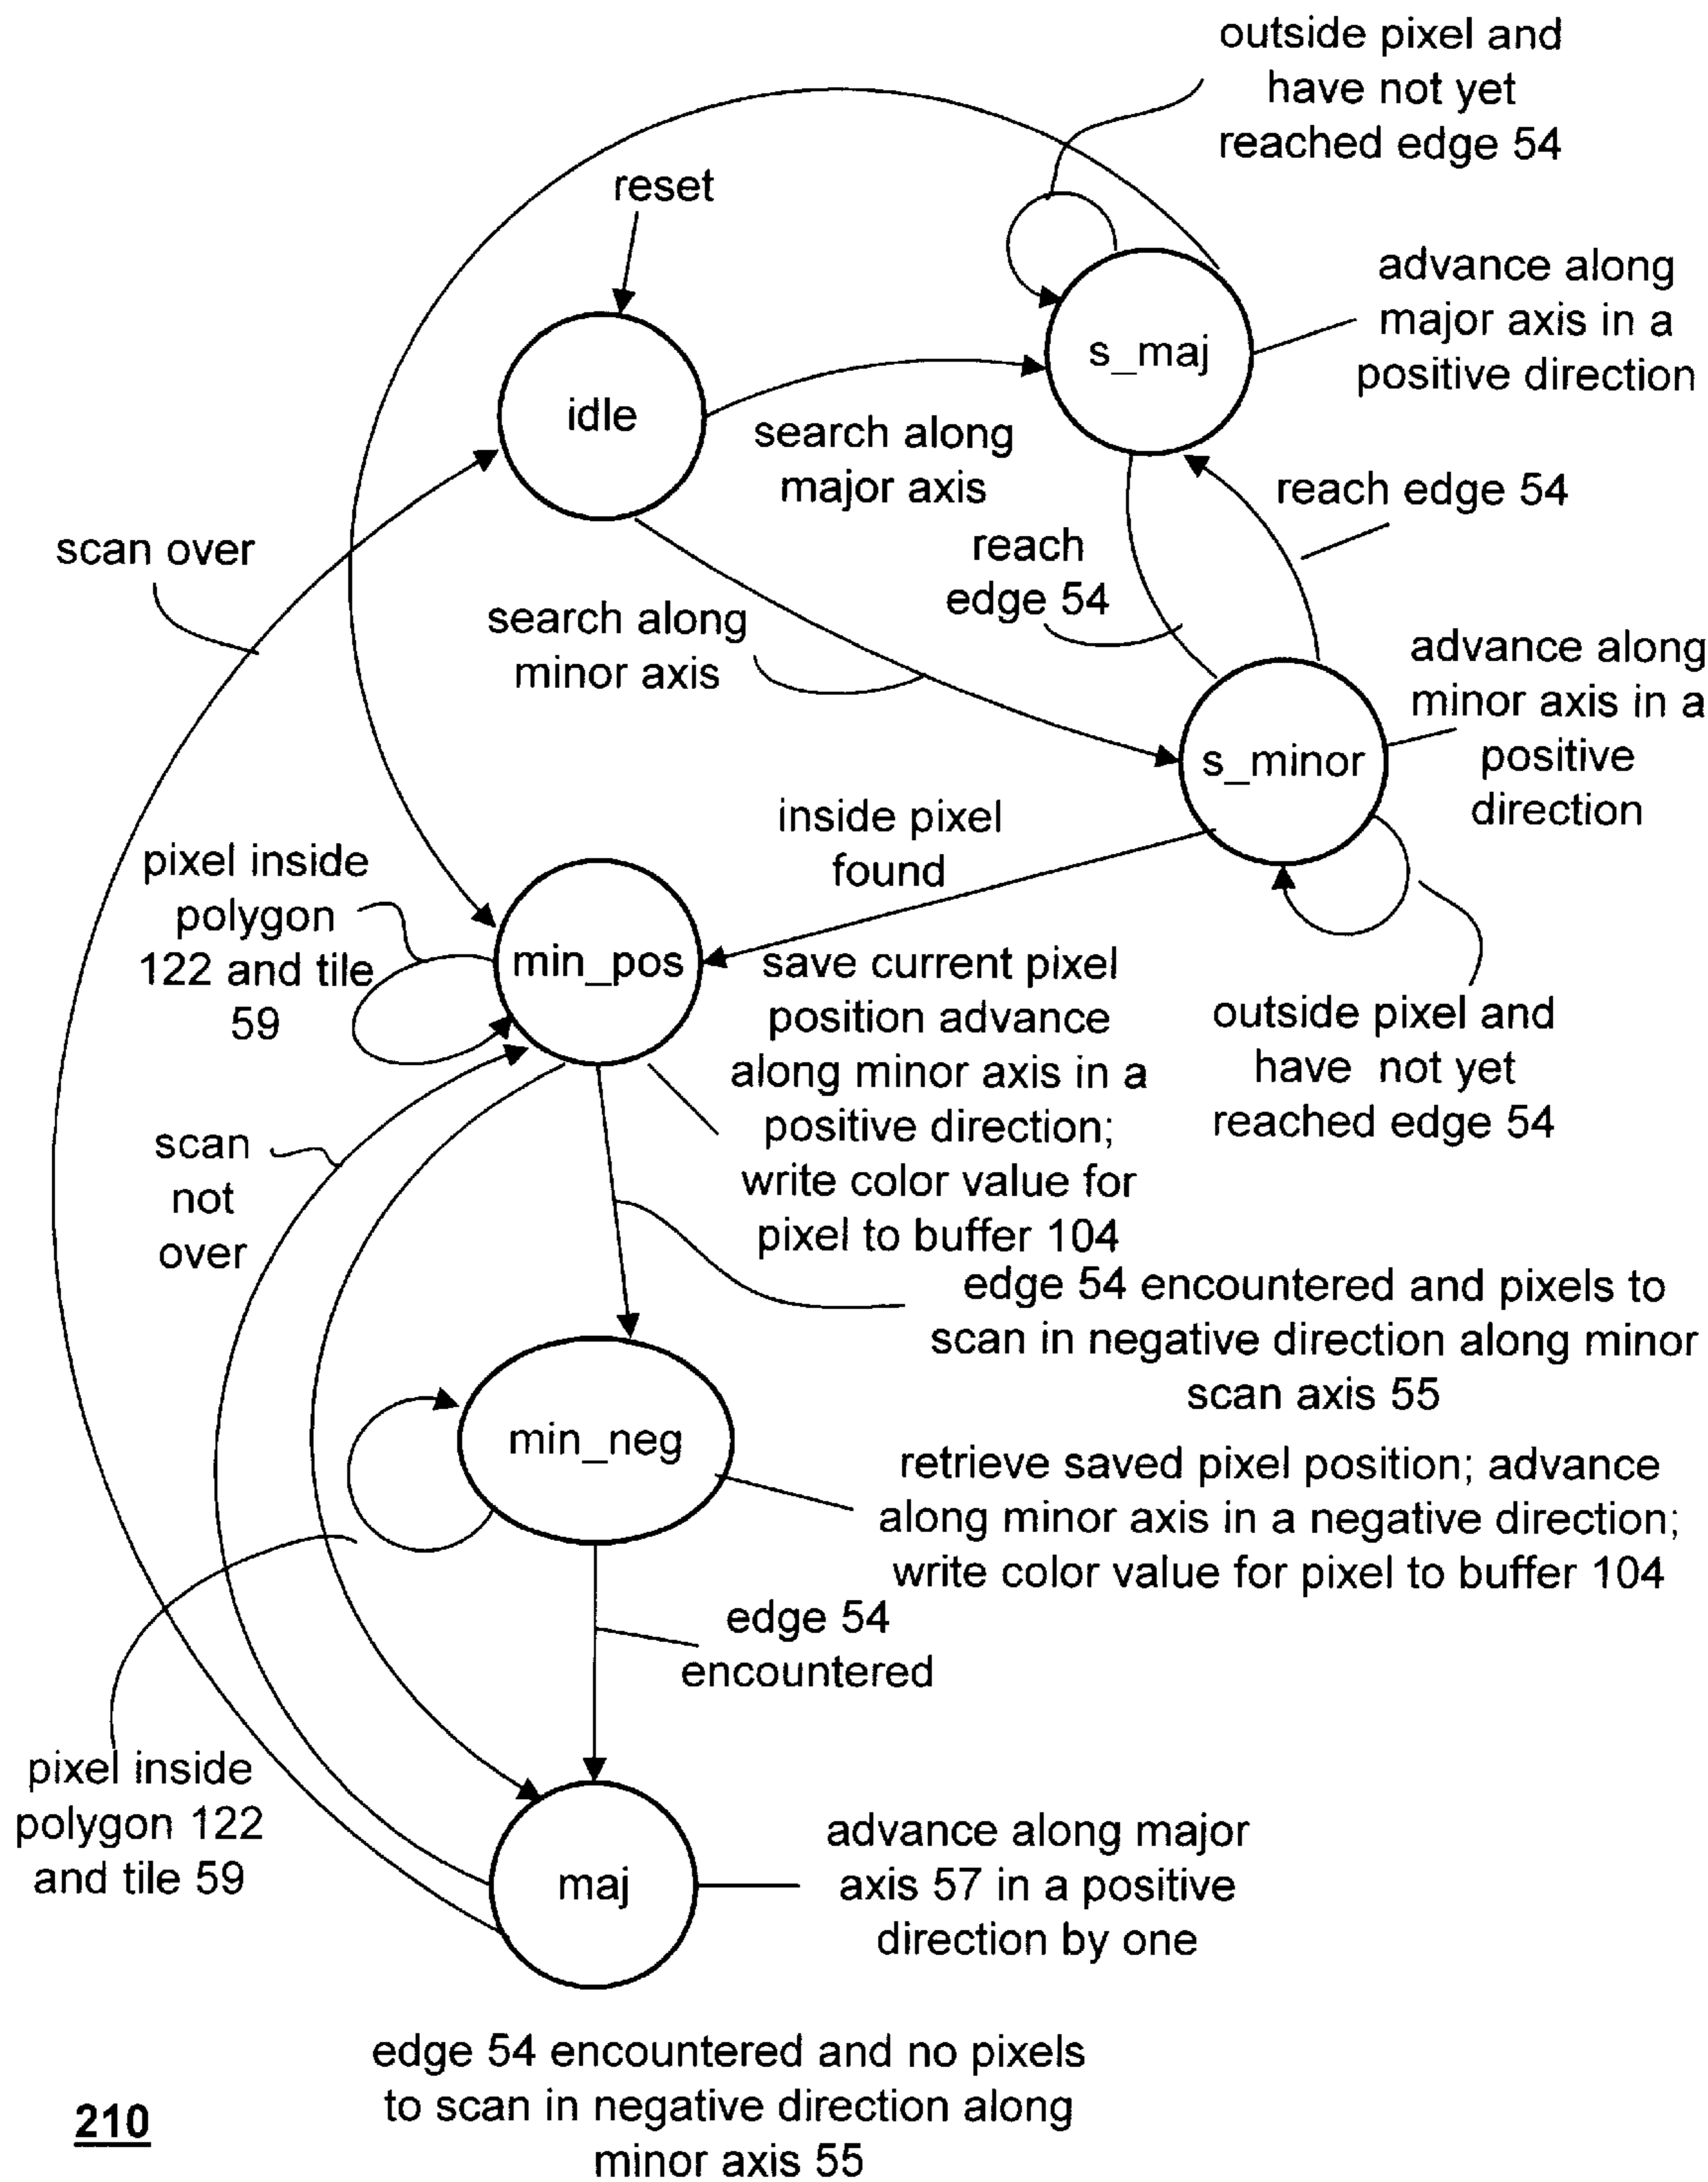 outside pixel and
have not yet
reached edge 54
reset
advance along
major axis in a
positive direction
s_maj
idle
search along
major axis
reach edge 54
reach
edge 54
scan over
search along
minor axis
advance along
minor axis in a
positive
direction
s_minor
inside pixel
found
pixel inside
polygon
122 and tile
59
min_pos
save current pixel
position advance
along minor axis in a
positive direction;
write color value for
pixel to buffer 104
outside pixel and
have not yet
reached edge 54
scan
not
over
edge 54 encountered and pixels to
scan in negative direction along minor
scan axis 55
min_neg
retrieve saved pixel position; advance
along minor axis in a negative direction;
write color value for pixel to buffer 104
edge 54
encountered
pixel inside
polygon 122
and tile 59
maj
advance along major
axis 57 in a positive
direction by one
edge 54 encountered and no pixels
to scan in negative direction along
minor axis 55
210